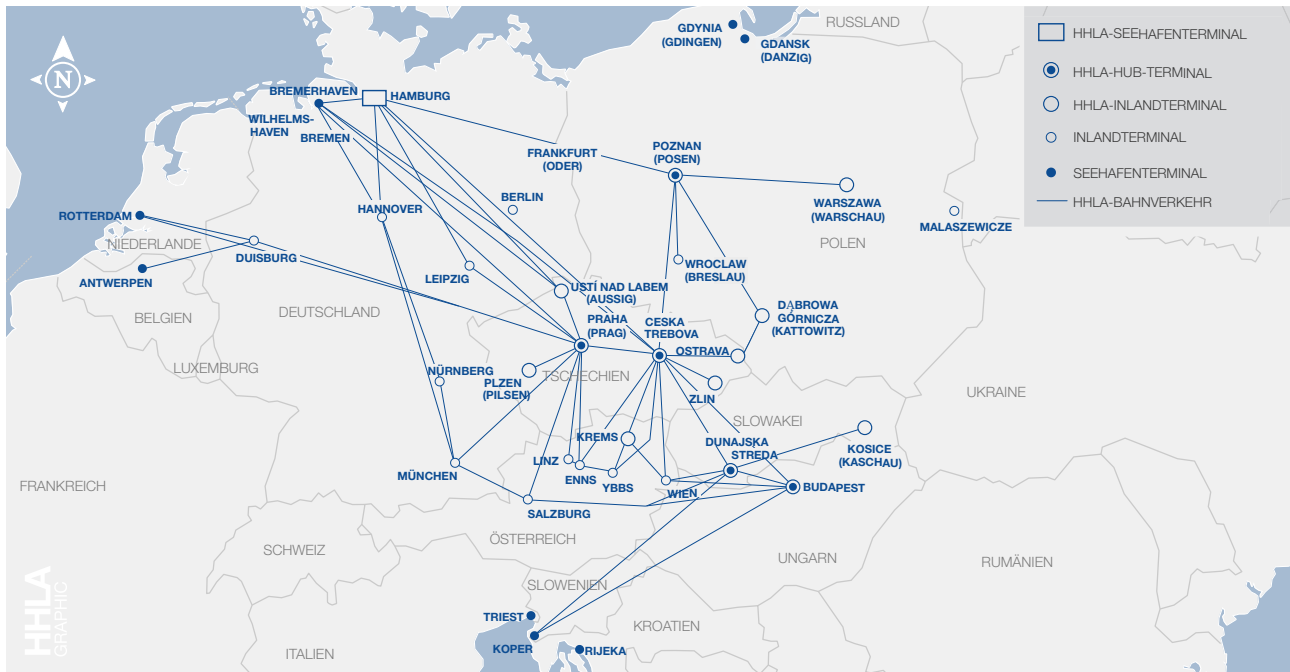 RUSSLAND
GDYNIA
(GDINGEN)
GDANSK
(DANZIG)
HHLA-SEEHAFENTERMINAL
HHLA-HUB-TERMINAL
HHLA-INLANDTERMINAL
INLANDTERMINAL
SEEHAFENTERMINAL
HHLA-BAHNVERKEHR
N
BREMERHAVEN
HAMBURG
WILHELMS-
HAVEN
BREMEN
FRANKFURT
(ODER)
POZNAN
(POSEN)
BERLIN
WARSZAWA
(WARSCHAU)
MALASZEWICZE
ROTTERDAM
HANNOVER
NIEDERLANDE
POLEN
DUISBURG
ANTWERPEN
LEIPZIG
WROCLAW
(BRESLAU)
USTÍ NAD LABEM
(AUSSIG)
DĄBROWA
GÓRNICZA
(KATTOWITZ)
BELGIEN
DEUTSCHLAND
PRAHA
(PRAG)
CESKA
TREBOVA
OSTRAVA
LUXEMBURG
NÜRNBERG
PLZEN
(PILSEN)
TSCHECHIEN
ZLIN
UKRAINE
SLOWAKEI
KREMS
DUNAJSKA
STREDA
KOSICE
(KASCHAU)
LINZ
ENNS
YBBS
WIEN
BUDAPEST
MÜNCHEN
FRANKREICH
SALZBURG
ÖSTERREICH
SCHWEIZ
UNGARN
RUMÄNIEN
SLOWENIEN
TRIEST
KOPER
RIJEKA
KROATIEN
ITALIEN
HHLA
GRAPHIC